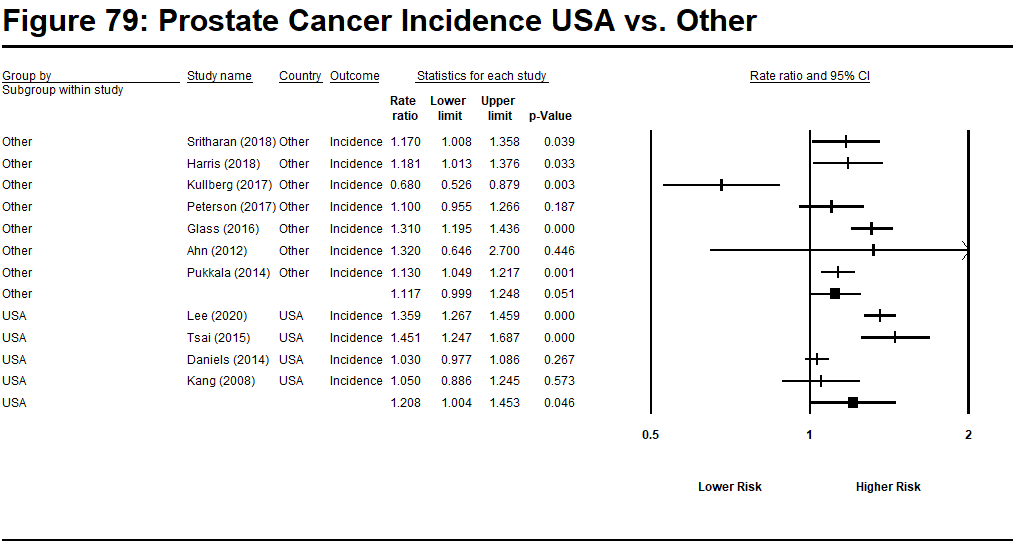 Figure 79: Prostate Cancer Incidence USA vs. Other
Group by Study name Country Outcome Statistics for each study Rate ratio and 95% CI
Subgroup within study
Rate Lower Upper
ratio limit limit p-Value
Other Sritharan (2018) Other Incidence 1.170 1.008 1.358 0.039
Other Harris (2018) Other Incidence 1.181 1.013 1.376 0.033
Other Kullberg (2017) Other Incidence 0.680 0.526 0.879 0.003
Other Peterson (2017) Other Incidence 1.100 0.955 1.266 0.187
Other Glass (2016) Other Incidence 1.310 1.195 1.436 0.000
Other Ahn (2012) Other Incidence 1.320 0.646 2.700 0.446
Other Pukkala (2014) Other Incidence 1.130 1.049 1.217 0.001
Other 1.117 0.999 1.248 0.051
USA Lee (2020) USA Incidence 1.359 1.267 1.459 0.000
USA Tsai (2015) USA Incidence 1.451 1.247 1.687 0.000
USA Daniels (2014) USA Incidence 1.030 0.977 1.086 0.267
USA Kang (2008) USA Incidence 1.050 0.886 1.245 0.573
USA 1.208 1.004 1.453 0.046
0.5 1 2
Lower Risk Higher Risk